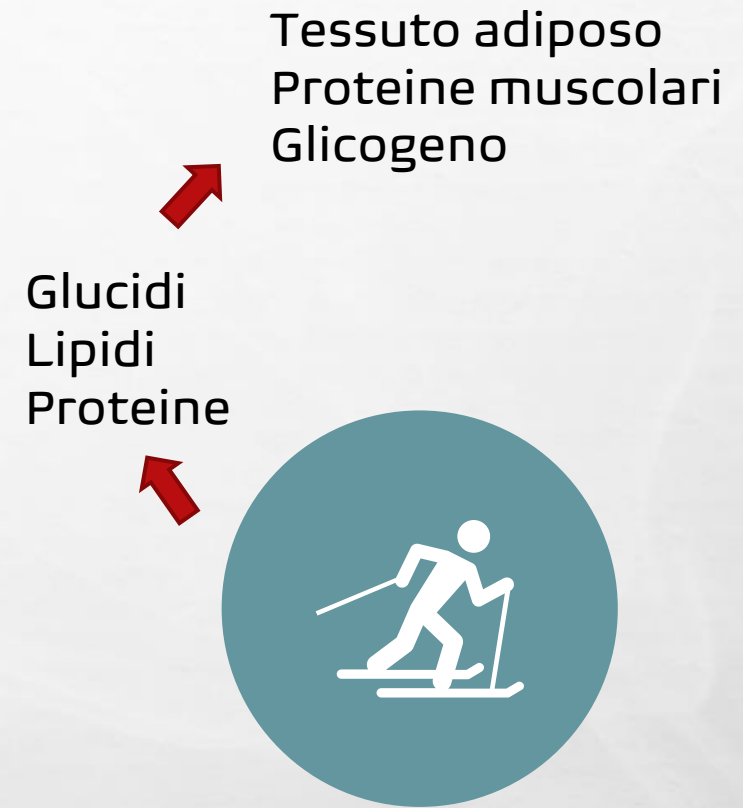 Tessuto adiposo
Proteine muscolari
Glicogeno
Glucidi
Lipidi
Proteine